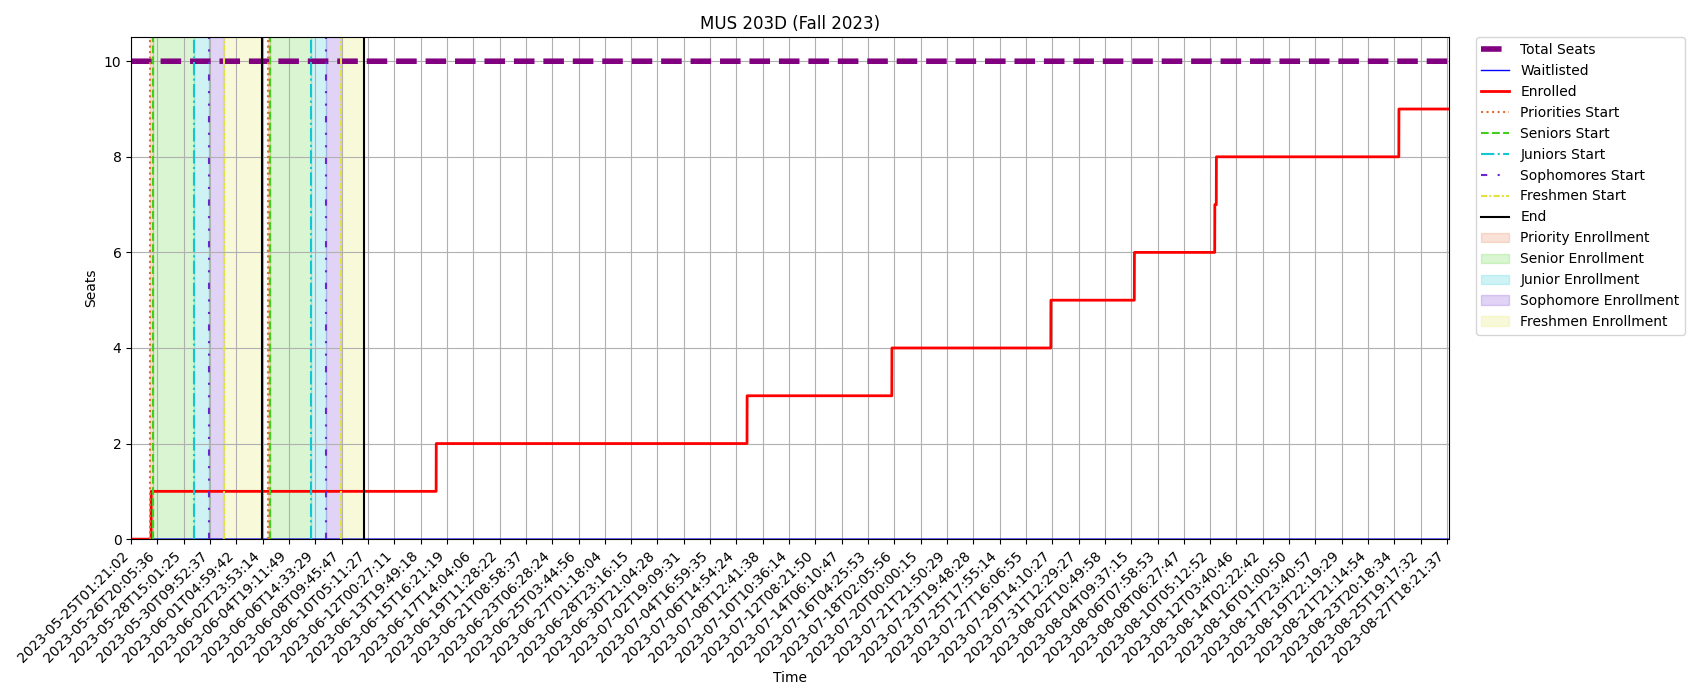 MUS 203D (Fall 2023)
10
8
6
4
2
0
Seats
2023-05-25T01:21:02
2023-05-26T20:05:36
2023-05-28T15:01:25
2023-05-30T09:52:37
2023-06-01T04:59:42
2023-06-02T23:53:14
2023-06-04T19:11:49
2023-06-06T14:33:29
2023-06-08T09:45:47
2023-06-10T05:11:27
2023-06-12T00:27:11
2023-06-13T19:49:18
2023-06-15T16:21:19
2023-06-17T14:04:06
2023-06-19T11:28:22
2023-06-21T08:58:37
2023-06-23T06:28:24
2023-06-25T03:44:56
2023-06-27T01:18:04
2023-06-28T23:16:15
2023-06-30T21:04:28
2023-07-02T19:09:31
2023-07-04T16:59:35
2023-07-06T14:54:24
2023-07-08T12:41:38
2023-07-10T10:36:14
2023-07-12T08:21:50
2023-07-14T06:10:47
2023-07-16T04:25:53
2023-07-18T02:05:56
2023-07-20T00:00:15
2023-07-21T21:50:29
2023-07-23T19:48:28
2023-07-25T17:55:14
2023-07-27T16:06:55
2023-07-29T14:10:27
2023-07-31T12:29:27
2023-08-02T10:49:58
2023-08-04T09:37:15
2023-08-06T07:58:53
2023-08-08T06:27:47
2023-08-10T05:12:52
2023-08-12T03:40:46
2023-08-14T02:22:42
2023-08-16T01:00:50
2023-08-17T23:40:57
2023-08-19T22:19:29
2023-08-21T21:14:54
2023-08-23T20:18:34
2023-08-25T19:17:32
2023-08-27T18:21:37
Time
Total Seats
Waitlisted
Enrolled
Priorities Start
Seniors Start
Juniors Start
Sophomores Start
Freshmen Start
End
Priority Enrollment
Senior Enrollment
Junior Enrollment
Sophomore Enrollment
Freshmen Enrollment